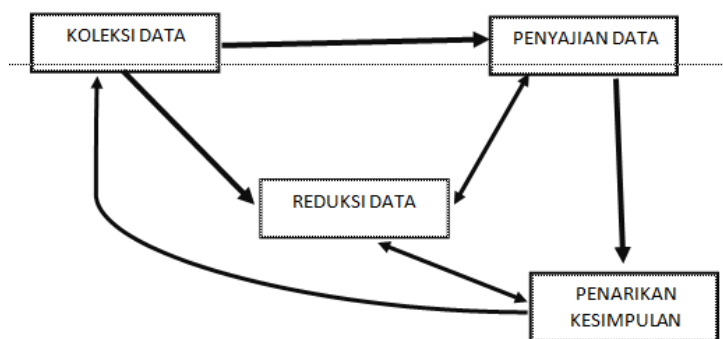 KOLEKSI DATA
PENYAJIAN DATA
REDUKSI DATA
PENARIKAN
KESIMPULAN